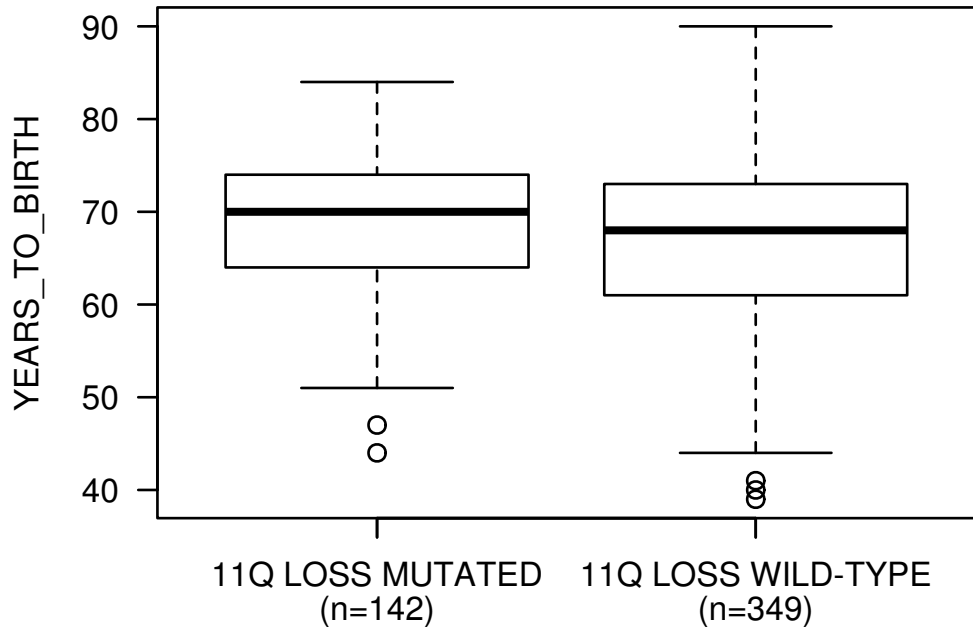 YEARS_TO_BIRTH
90
80
70
60
50
40
11Q LOSS MUTATED
(n=142)
11Q LOSS WILD-TYPE
(n=349)